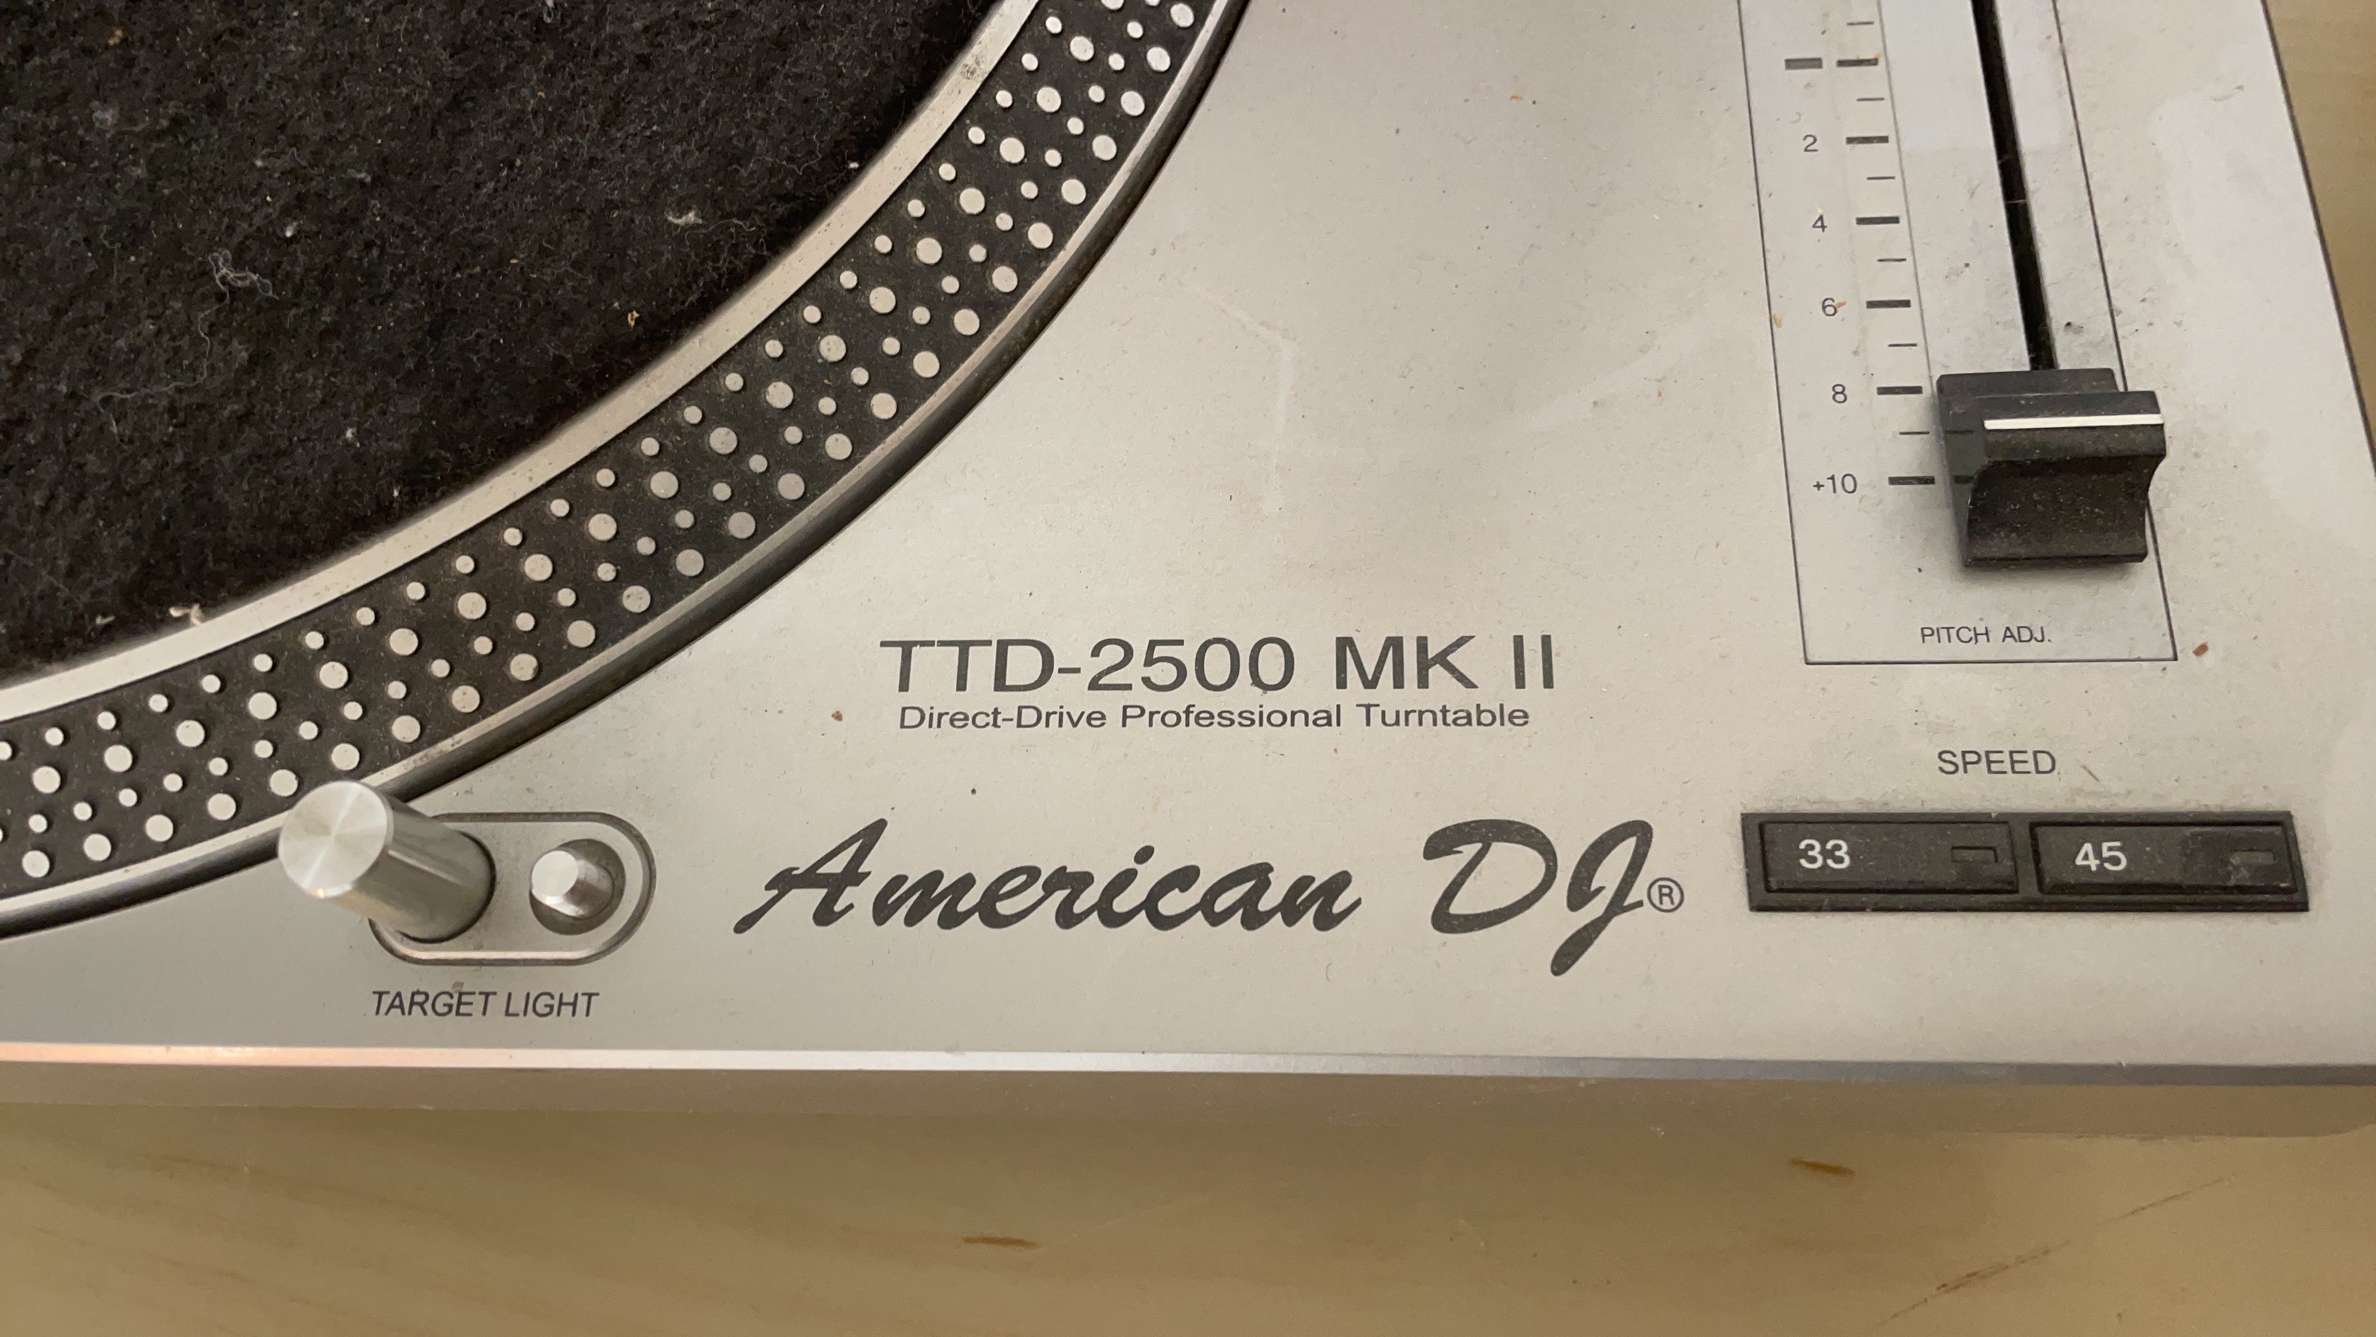 2
4
6
8
+10
PITCH ADJ.
TTD-2500 MK II
Direct-Drive Professional Turntable
SPEED
33 45
American DJ®
TARGET LIGHT